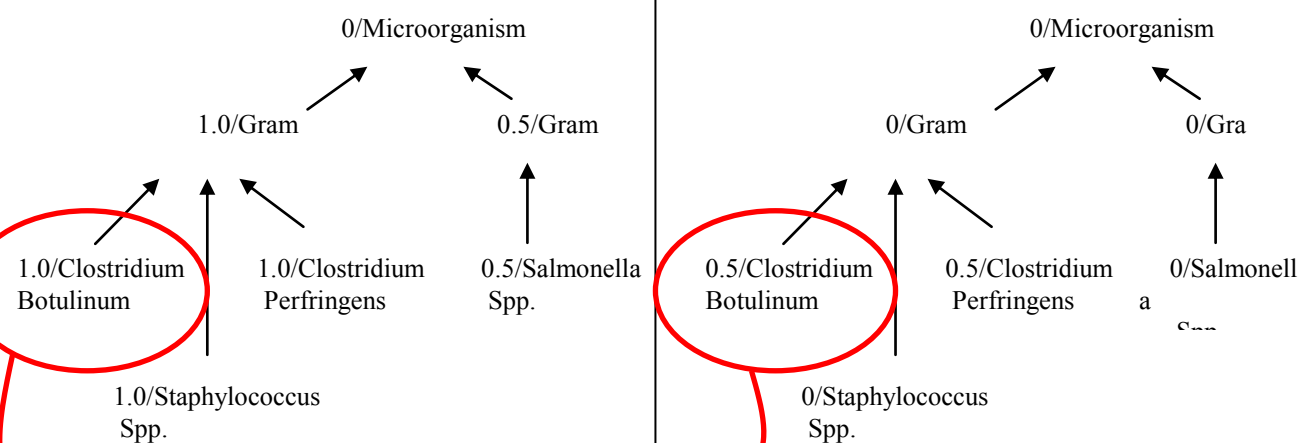 0/Microorganism
1.0/Gram
0.5/Gram
1.0/Clostridium
Botulinum
1.0/Clostridium
Perfringens
0.5/Salmonella
Spp.
1.0/Staphylococcus
Spp.
0/Microorganism
0/Gram
0/Gra
0.5/Clostridium
Botulinum
0.5/Clostridium
Perfringens
0/Salmonell
a
0/Staphylococcus
Spp.